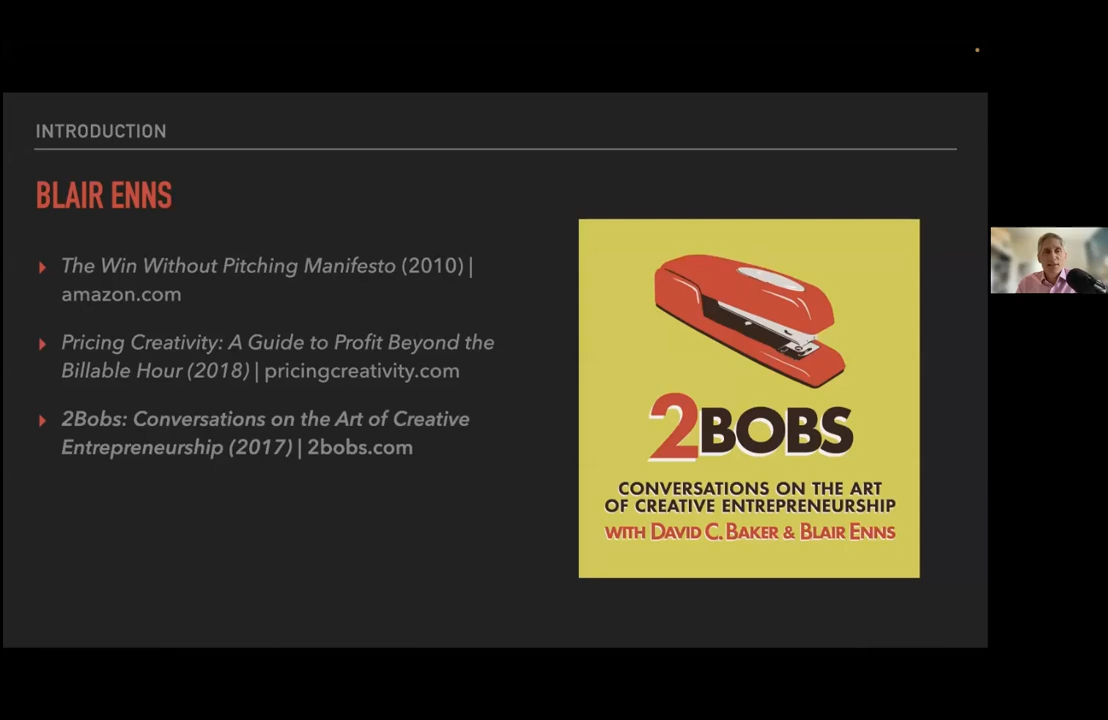 INTRODUCTION
BLAIR ENNS
The Win Without Pitching Manifesto (2010) |
amazon.com
Pricing Creativity: A Guide to Profit Beyond the
Billable Hour (2018) | pricingcreativity.com
2Bobs: Conversations on the Art of Creative
Entrepreneurship (2017) | 2bobs.com
2BOBS
CONVERSATIONS ON THE ART
OF CREATIVE ENTREPRENEURSHIP
WITH DAVID C. BAKER & BLAIR ENNS